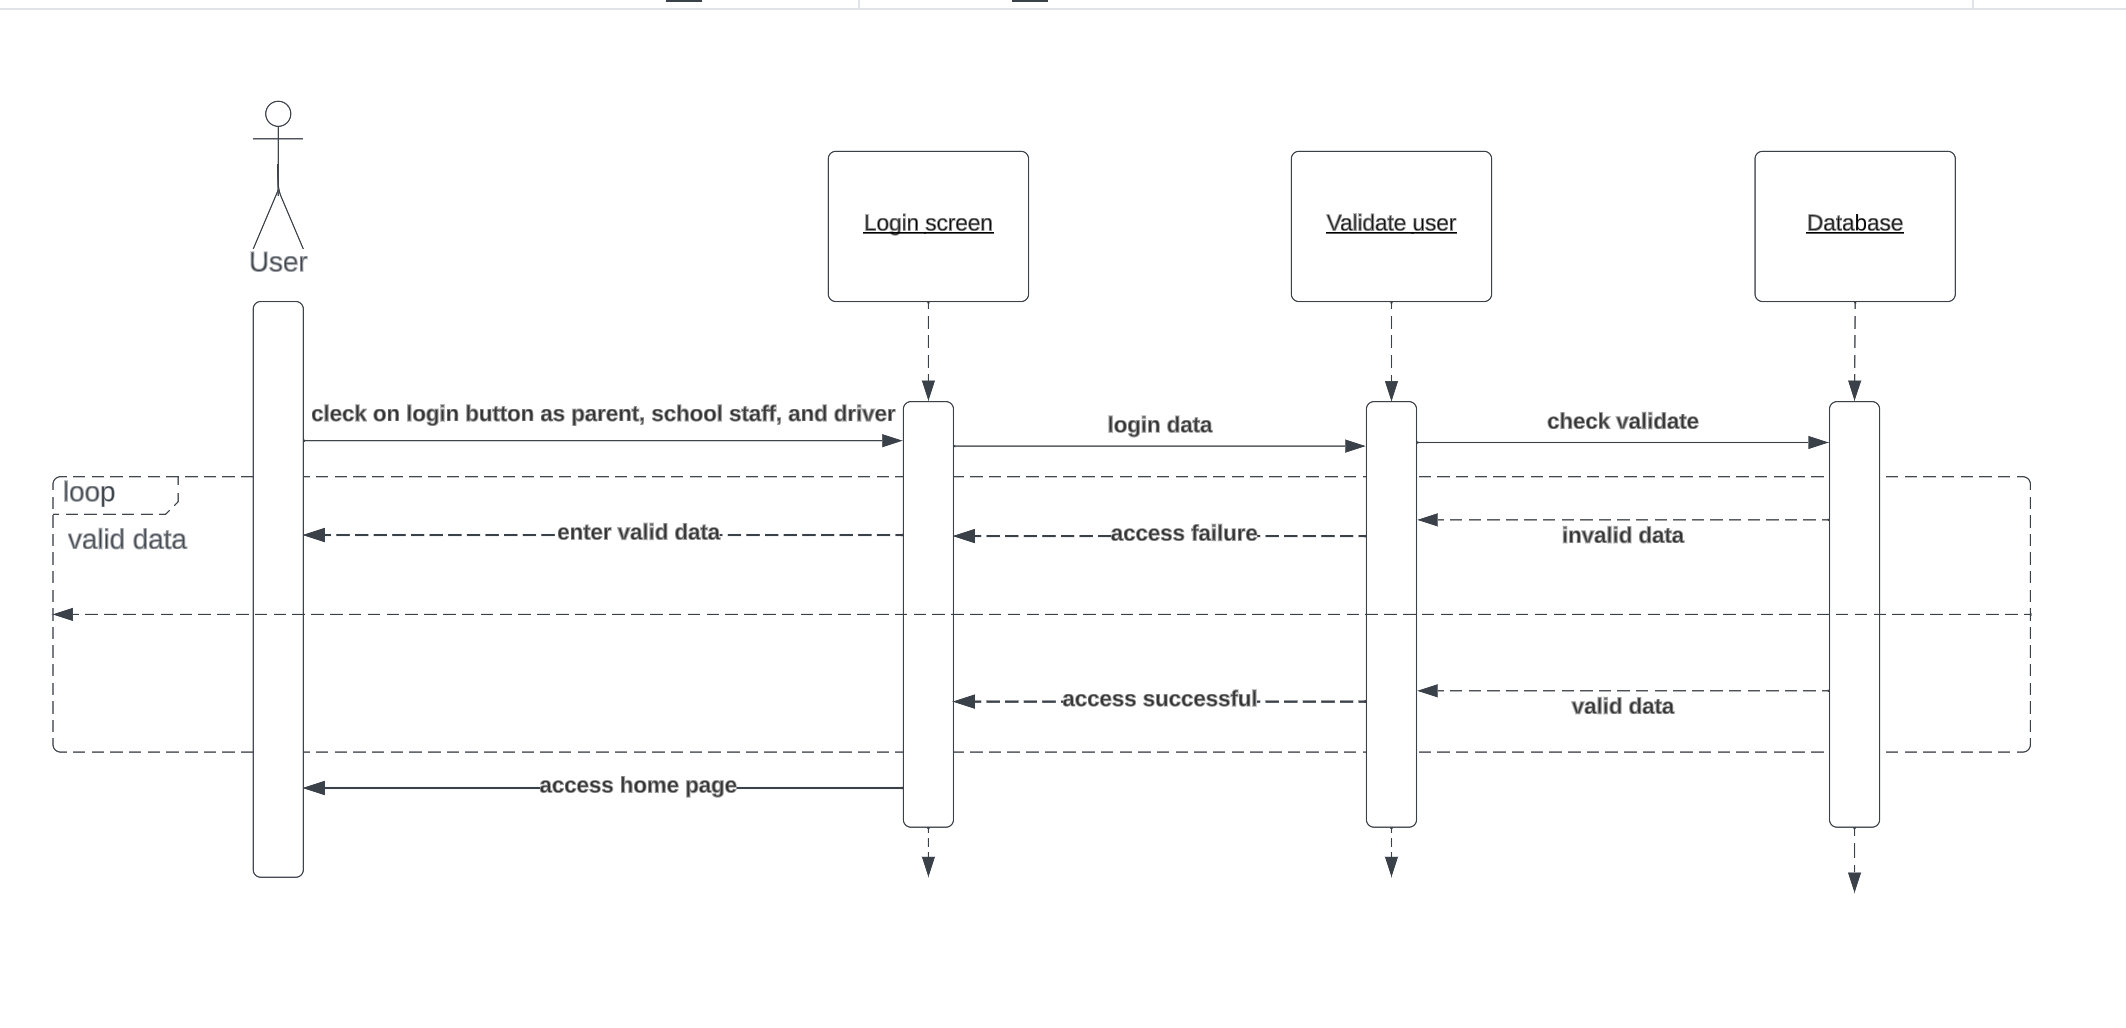 User
Login screen
Validate user
Database
cleck on login button as parent, school staff, and driver
login data
check validate
loop
valid data
enter valid data
access failure
invalid data
access successful
valid data
access home page